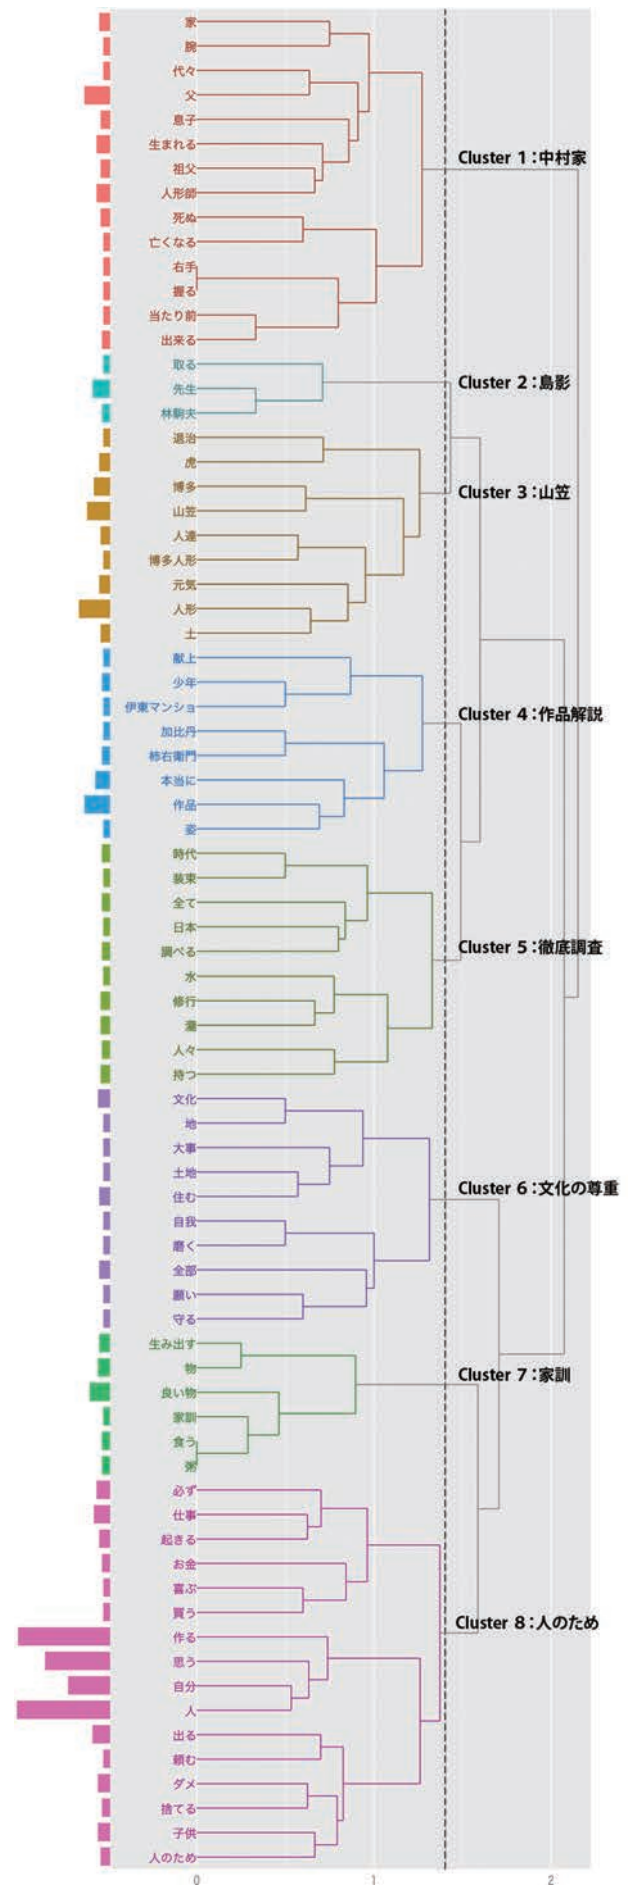 家
腕
代々
父
息子
生まれる
Cluster 1：中村家
祖父
人形師
死ぬ
亡くなる
右手
握る
当たり前
出来る
取る
Cluster 2：島影
先生
林駒夫
退治
虎
博多
Cluster 3：山笠
山笠
人達
博多人形
元気
人形
土
献上
少年
伊東マンショ
Cluster 4：作品解説
加比丹
柿右衛門
本当に
作品
姿
時代
装束
全て
日本
Cluster 5：徹底調査
調べる
水
修行
瀧
人々
持つ
文化
地
大事
土地
Cluster 6：文化の尊重
住む
自我
磨く
全部
願い
守る
生み出す
物
Cluster 7：家訓
良い物
家訓
食う
粥
必ず
仕事
起きる
お金
喜ぶ
買う
Cluster 8：人のため
作る
思う
自分
人
出る
頼む
ダメ
捨てる
子供
人のため
0 1 2